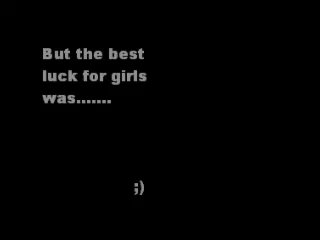 But the best
luck for girls
was.......
;)